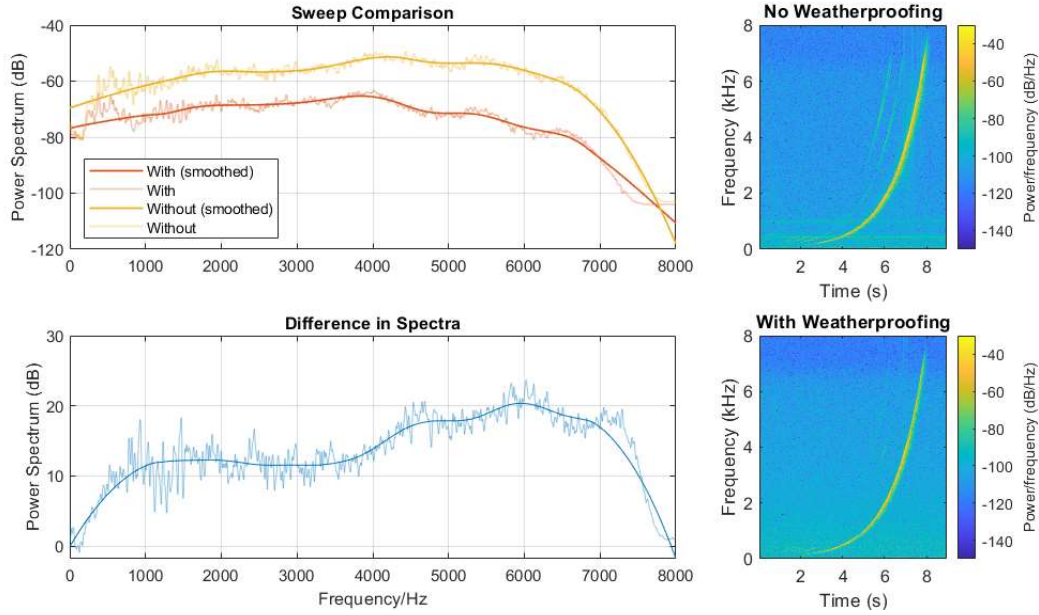 Sweep Comparison
Power Spectrum (dB)
-40
-60
-80
-100
-120
With (smoothed)
With
Without (smoothed)
Without
0 1000 2000 3000 4000 5000 6000 7000 8000
No Weatherproofing
Frequency (kHz)
8
6
4
2
0
2 4 6 8
Time (s)
-40
-60
-80
-100
-120
-140
Power/frequency (dB/Hz)
Difference in Spectra
Power Spectrum (dB)
30
20
10
0
0 1000 2000 3000 4000 5000 6000 7000 8000
Frequency/Hz
With Weatherproofing
Frequency (kHz)
8
6
4
2
0
2 4 6 8
Time (s)
-40
-60
-80
-100
-120
-140
Power/frequency (dB/Hz)